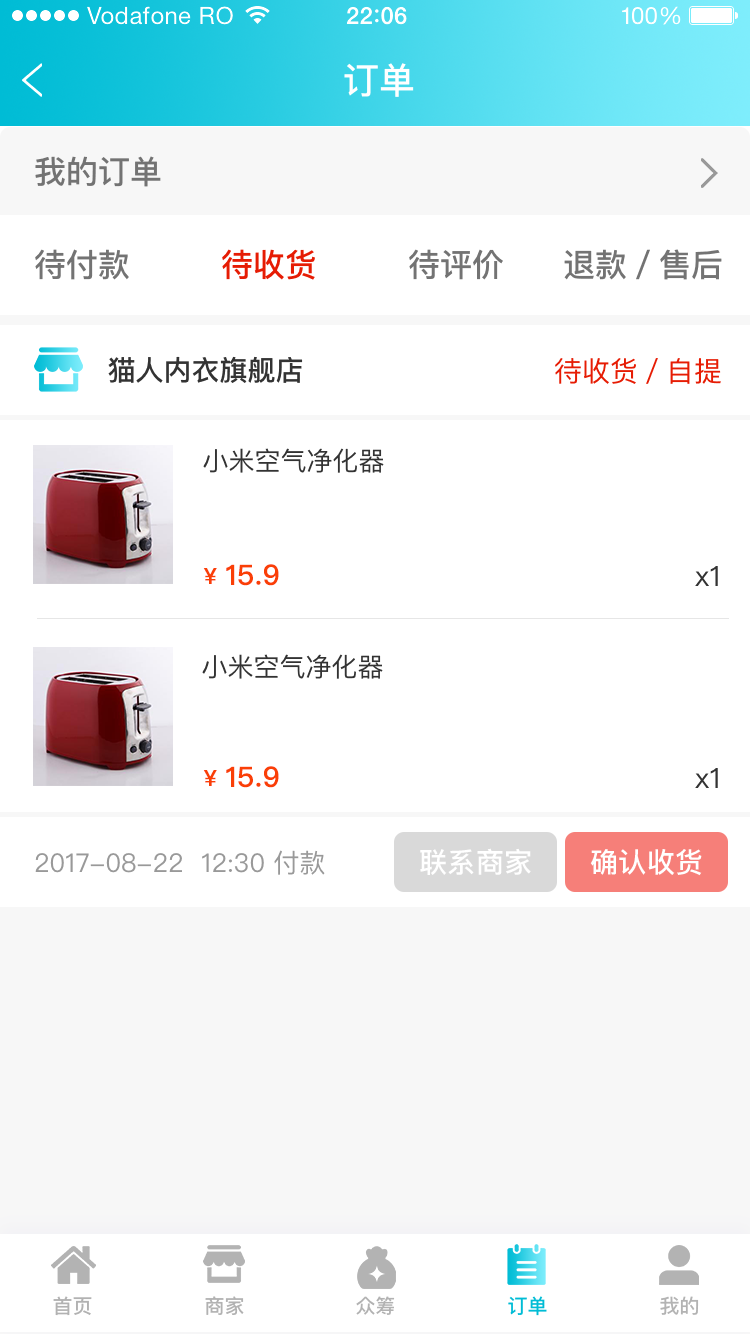 Vodafone RO 22:06 100%
订单
我的订单
待付款 待收货 待评价 退款 / 售后
猫人内衣旗舰店 待收货 / 自提
小米空气净化器
¥ 15.9 x1
小米空气净化器
¥ 15.9 x1
2017-08-22 12:30 付款 联系商家 确认收货
首页 商家 众筹 订单 我的